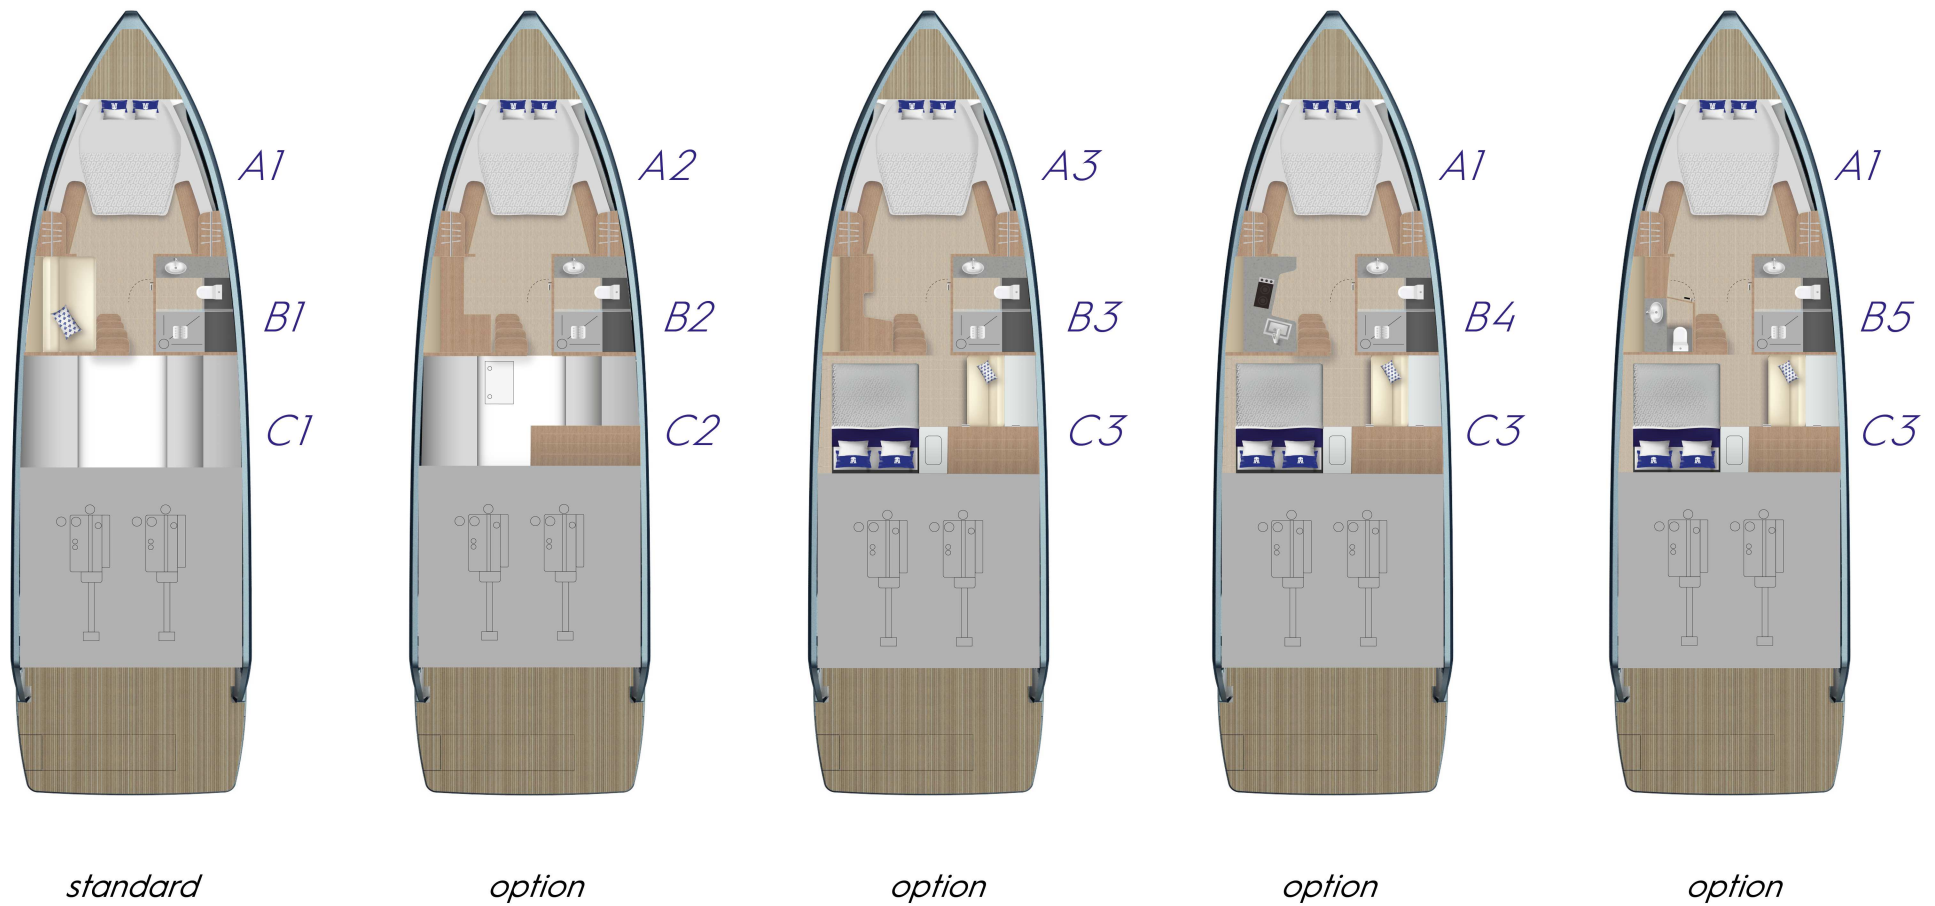 A1
A2
A3
A1
A1
B1
B2
B3
B4
B5
C1
C2
C3
C3
C3
standard
option
option
option
option